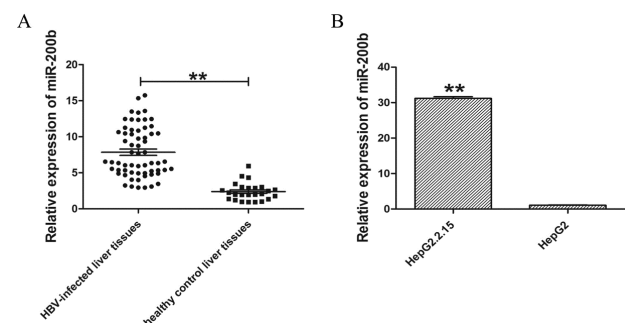 A
Relative expression of miR-200b
20
15
10
5
0
**
HBV-infected liver tissues
healthy control liver tissues
B
Relative expression of miR-200b
40
30
20
10
0
**
HepG2.2.15
HepG2